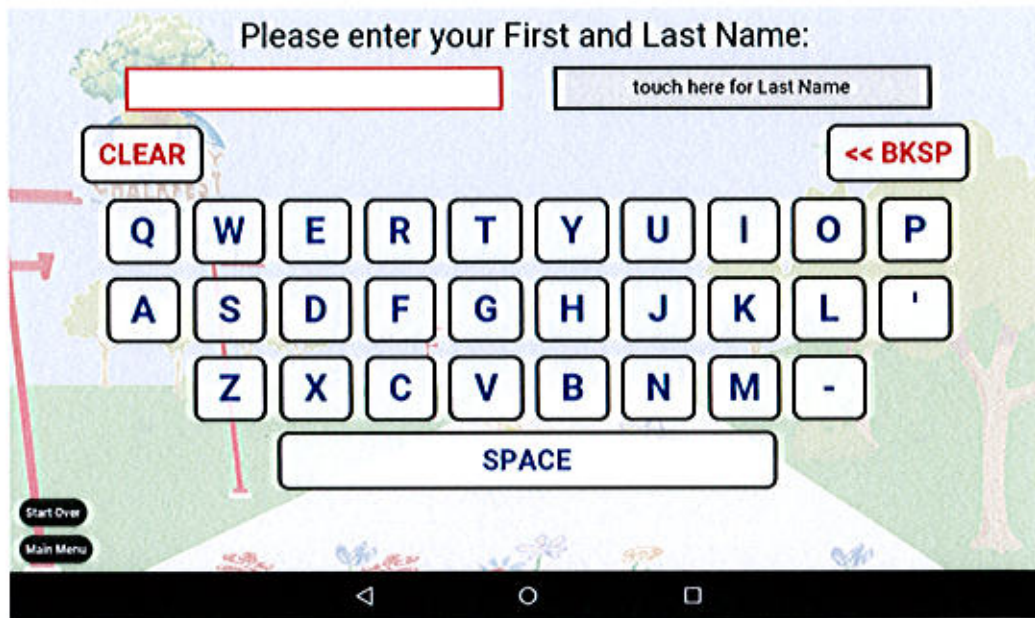 Please enter your First and Last Name:
touch here for Last Name
CLEAR << BKSP
Q W E R T Y U I O P
A S D F G H J K L '
Z X C V B N M -
SPACE
Start Over
Main Menu